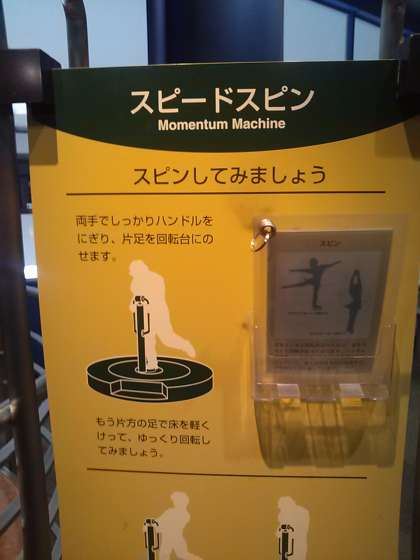 スピードスピン
Momentum Machine
スピンしてみましょう
両手でしっかりハンドルを
にぎり、片足を回転台にの
せます。
スピン
もう片方の足で床を軽く
けって、ゆっくり回転し
てみましょう。